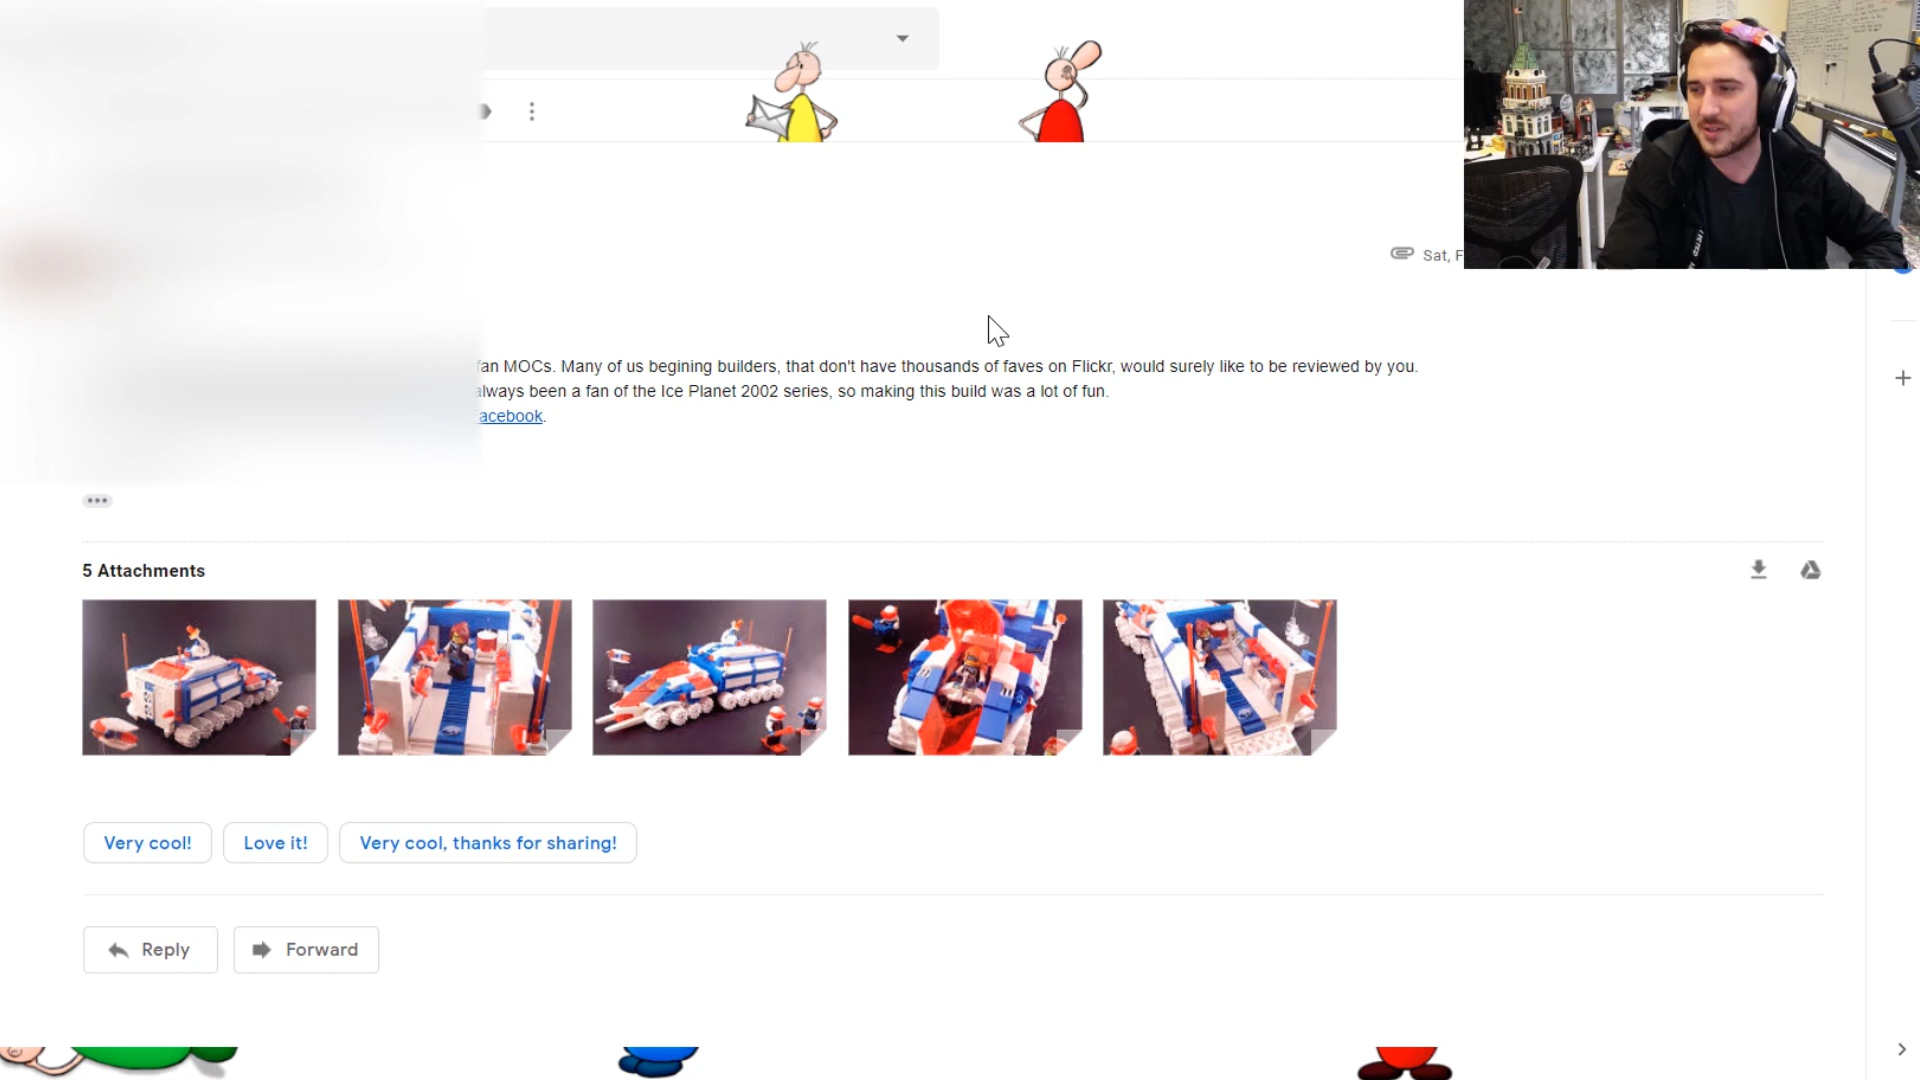 Sat, F
fan MOCs. Many of us begining builders, that don't have thousands of faves on Flickr, would surely like to be reviewed by you.
always been a fan of the Ice Planet 2002 series, so making this build was a lot of fun.
acebook.
5 Attachments
Very cool!
Love it!
Very cool, thanks for sharing!
Reply
Forward